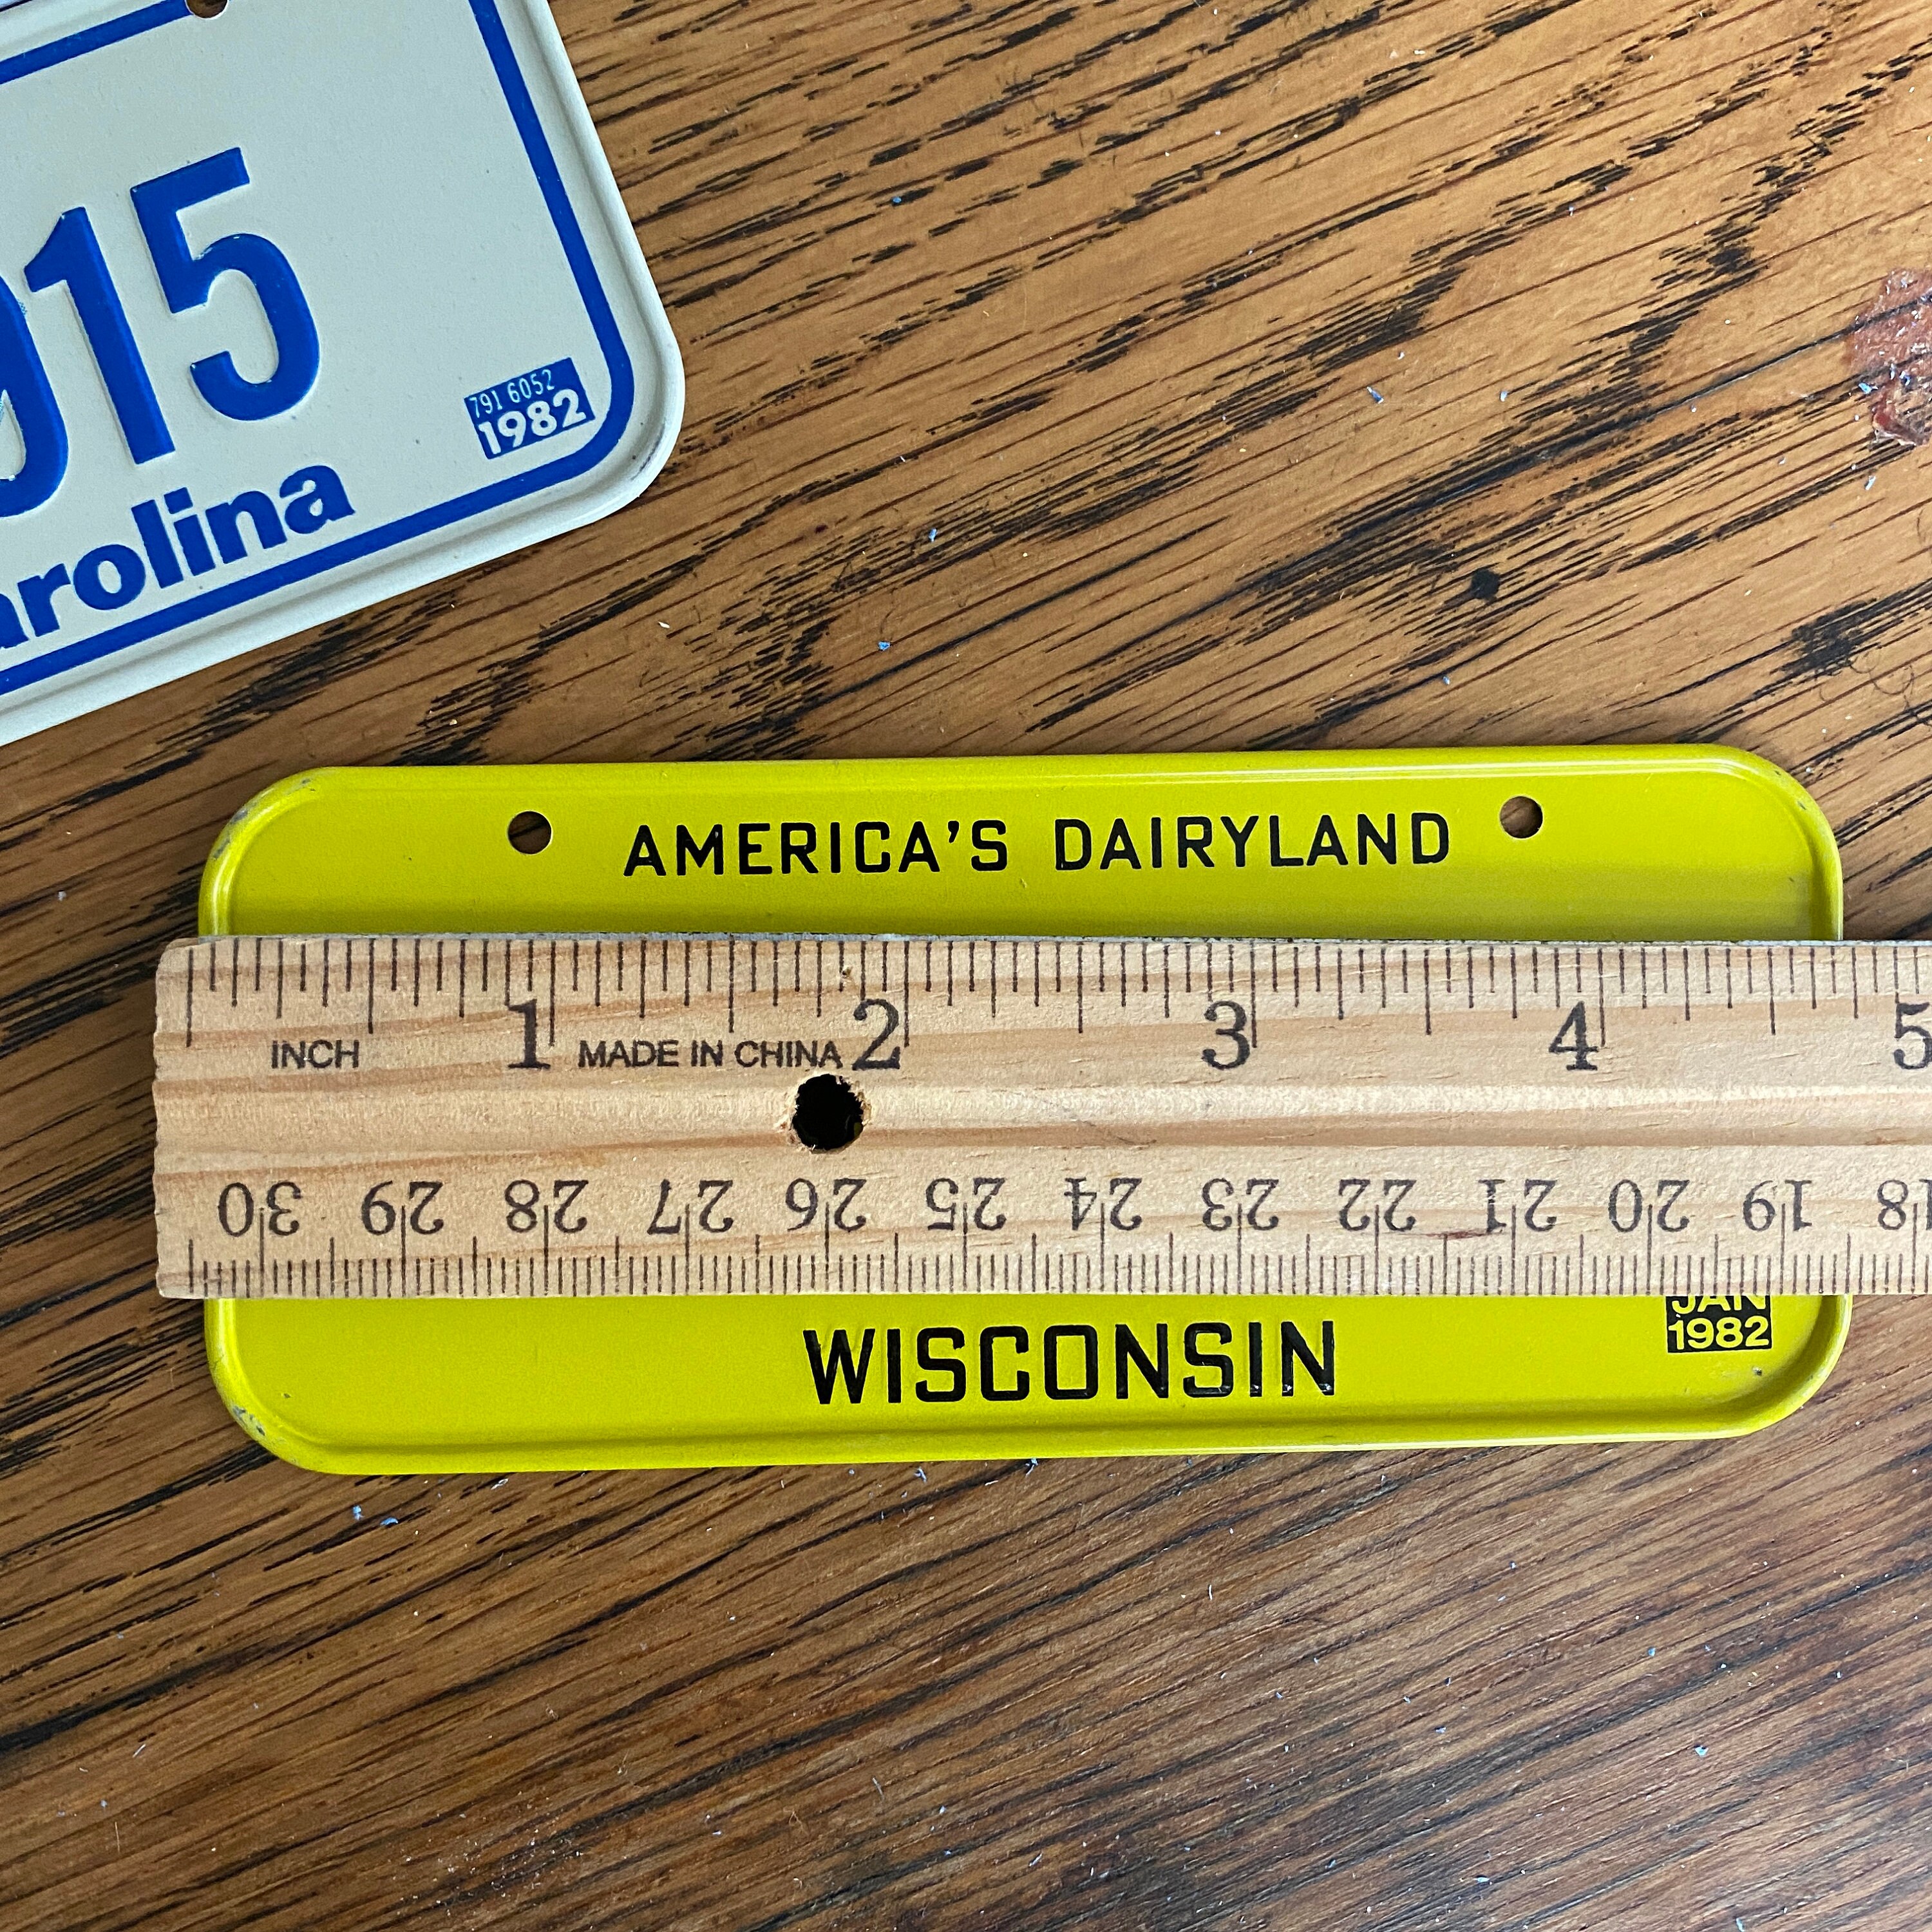 15
791 6052
1982
arolina
AMERICA'S DAIRYLAND
1 2 3 4 5
INCH MADE IN CHINA
30 29 28 27 26 25 24 23 22 21 20 19 18
JAN
1982
WISCONSIN